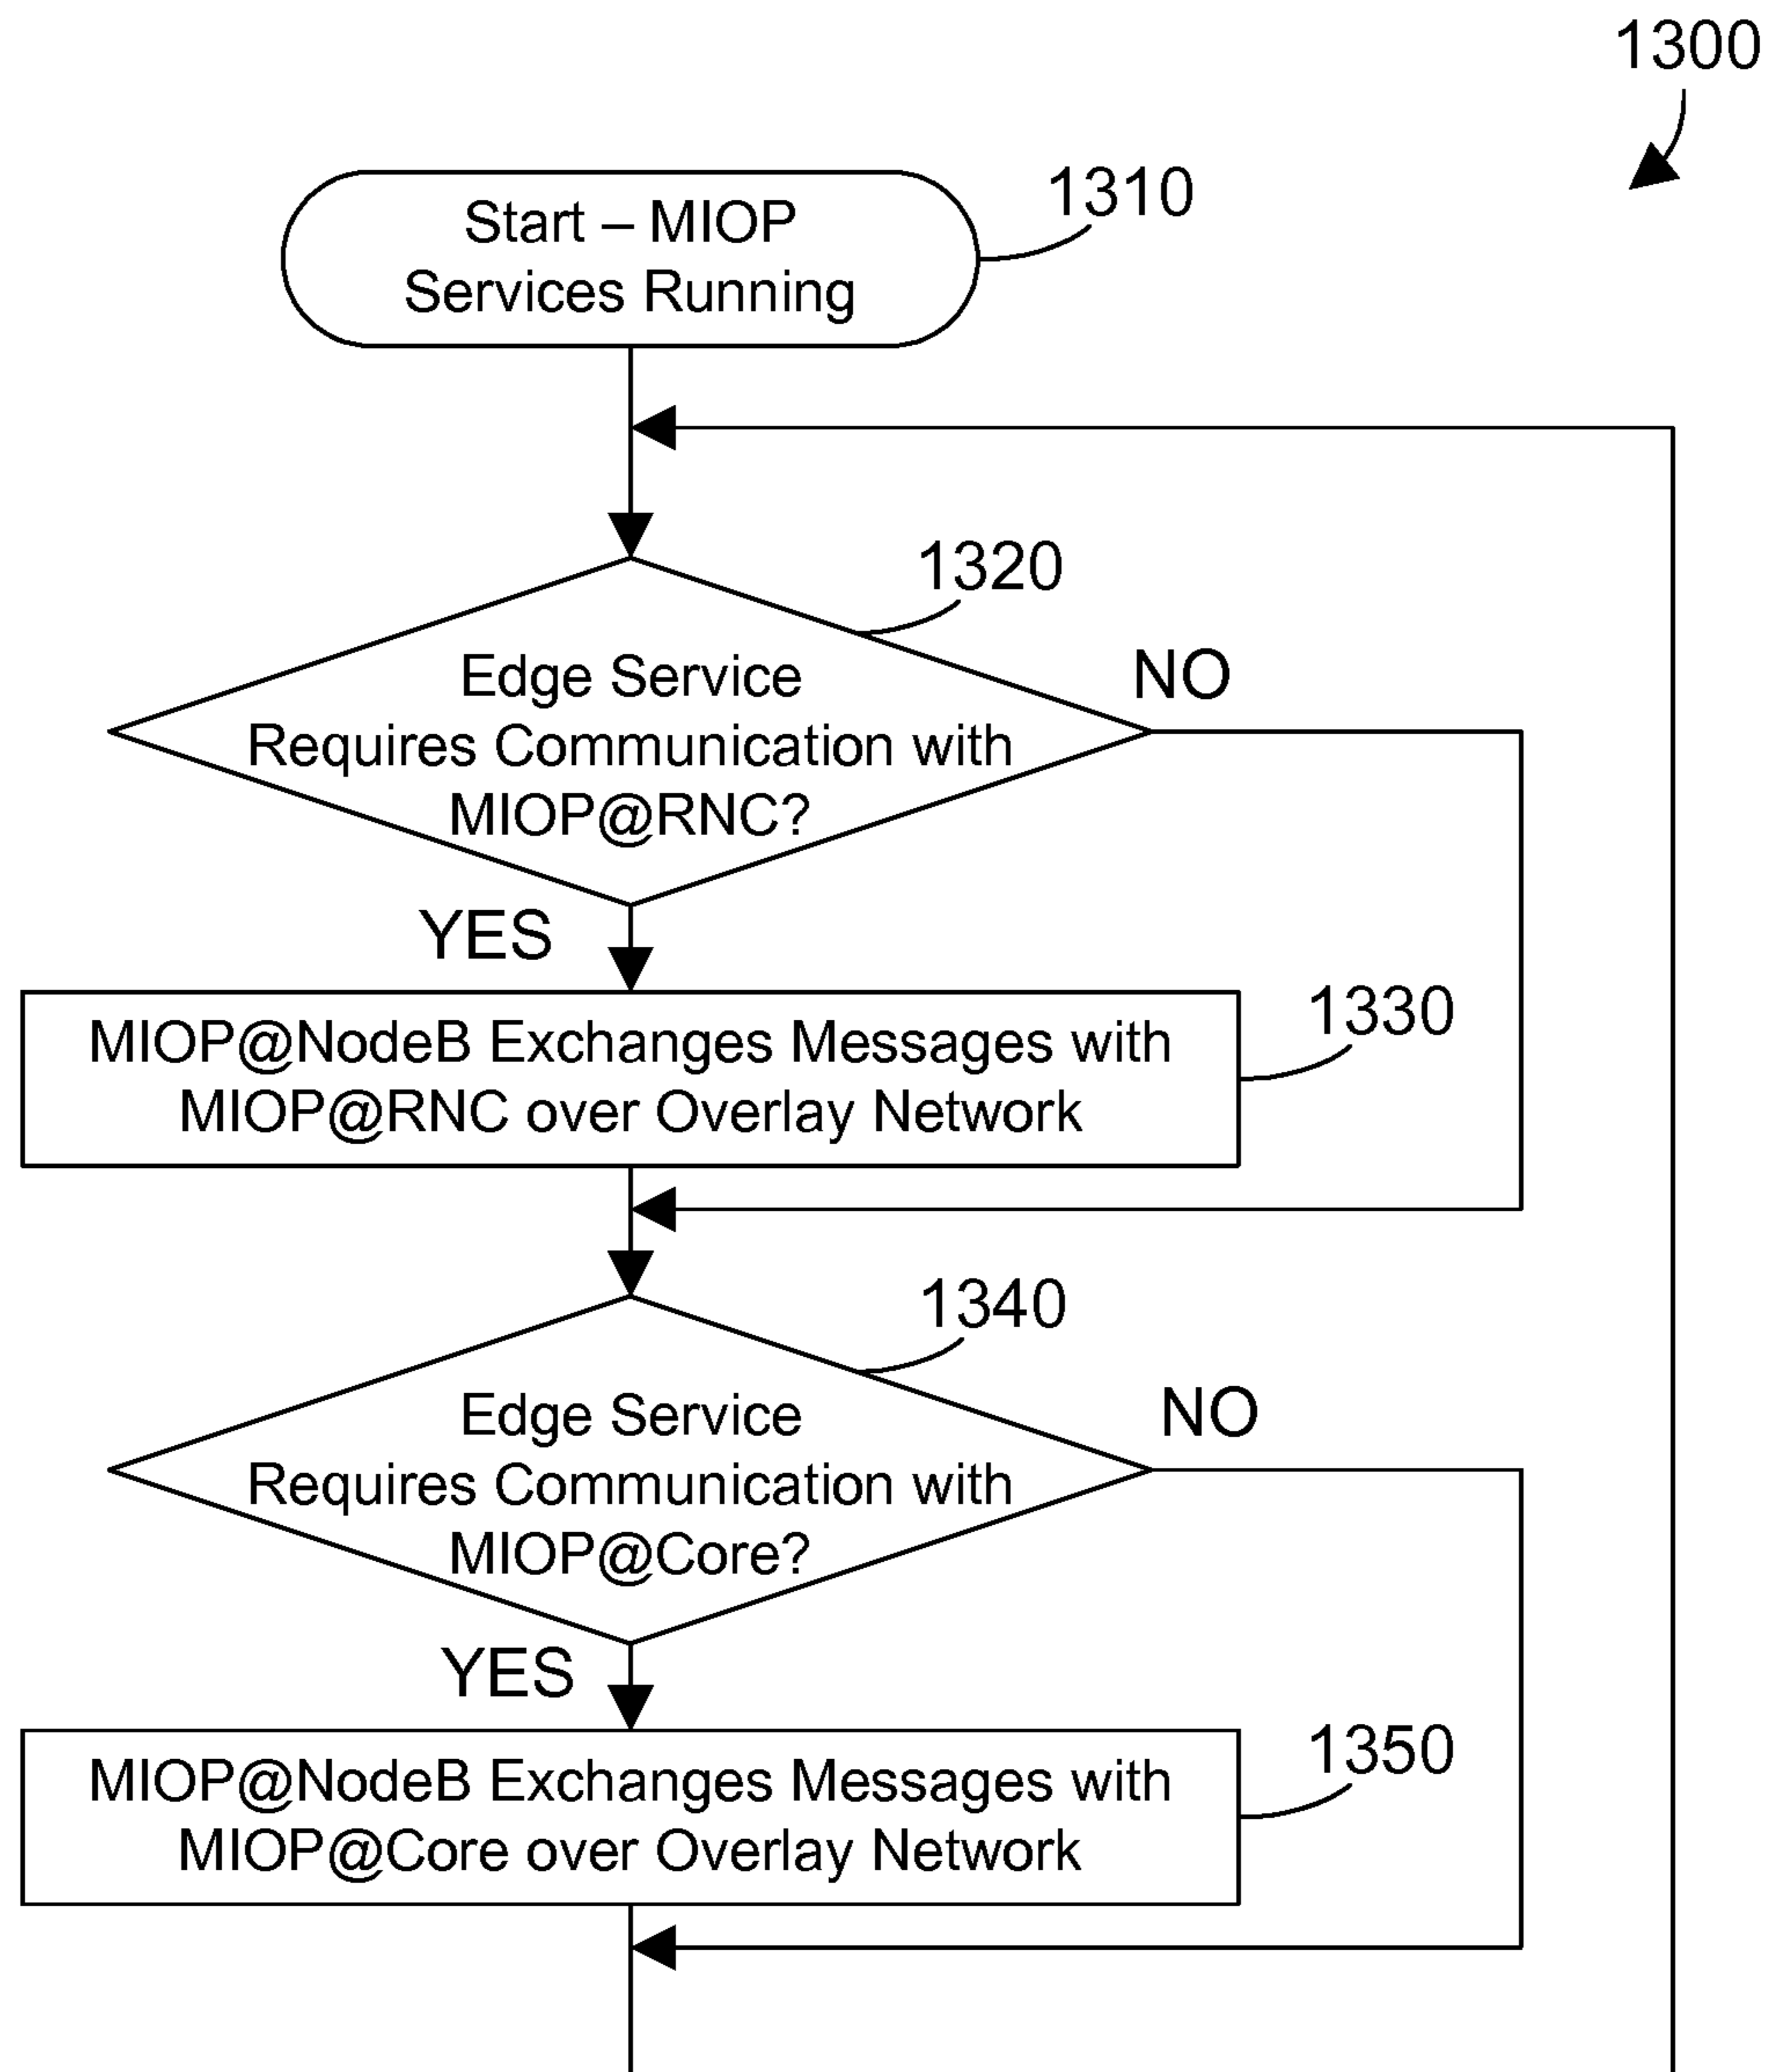 1300
Start – MIOP
Services Running
1310
1320
Edge Service
Requires Communication with
MIOP@RNC?
NO
YES
MIOP@NodeB Exchanges Messages with
MIOP@RNC over Overlay Network
1330
1340
Edge Service
Requires Communication with
MIOP@Core?
NO
YES
MIOP@NodeB Exchanges Messages with
MIOP@Core over Overlay Network
1350